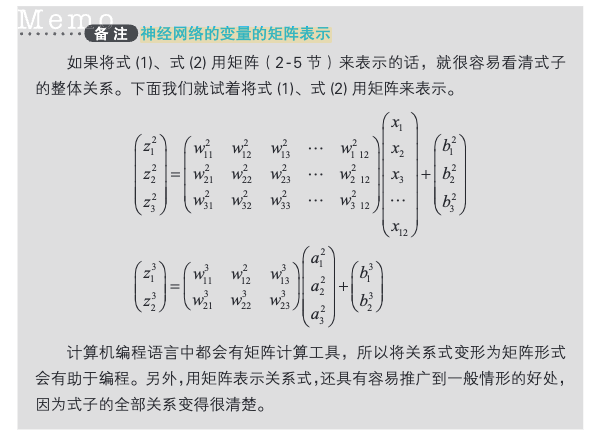 Memo
备注 神经网络的变量的矩阵表示
如果将式 (1)、式 (2) 用矩阵（2-5 节）来表示的话，就很容易看清式子
的整体关系。下面我们就试着将式 (1)、式 (2) 用矩阵来表示。
\begin{pmatrix} z_1^2 \\ z_2^2 \\ z_3^2 \end{pmatrix} = \begin{pmatrix} w_{11}^2 & w_{12}^2 & w_{13}^2 & \cdots & w_{1\ 12}^2 \\ w_{21}^2 & w_{22}^2 & w_{23}^2 & \cdots & w_{2\ 12}^2 \\ w_{31}^2 & w_{32}^2 & w_{33}^2 & \cdots & w_{3\ 12}^2 \end{pmatrix} \begin{pmatrix} x_1 \\ x_2 \\ x_3 \\ \cdots \\ x_{12} \end{pmatrix} + \begin{pmatrix} b_1^2 \\ b_2^2 \\ b_3^2 \end{pmatrix}
\begin{pmatrix} z_1^3 \\ z_2^3 \end{pmatrix} = \begin{pmatrix} w_{11}^3 & w_{12}^2 & w_{13}^3 \\ w_{21}^3 & w_{22}^3 & w_{23}^3 \end{pmatrix} \begin{pmatrix} a_1^2 \\ a_2^2 \\ a_3^2 \end{pmatrix} + \begin{pmatrix} b_1^3 \\ b_2^3 \end{pmatrix}
计算机编程语言中都会有矩阵计算工具，所以将关系式变形为矩阵形式
会有助于编程。另外，用矩阵表示关系式，还具有容易推广到一般情形的好处，
因为式子的全部关系变得很清楚。